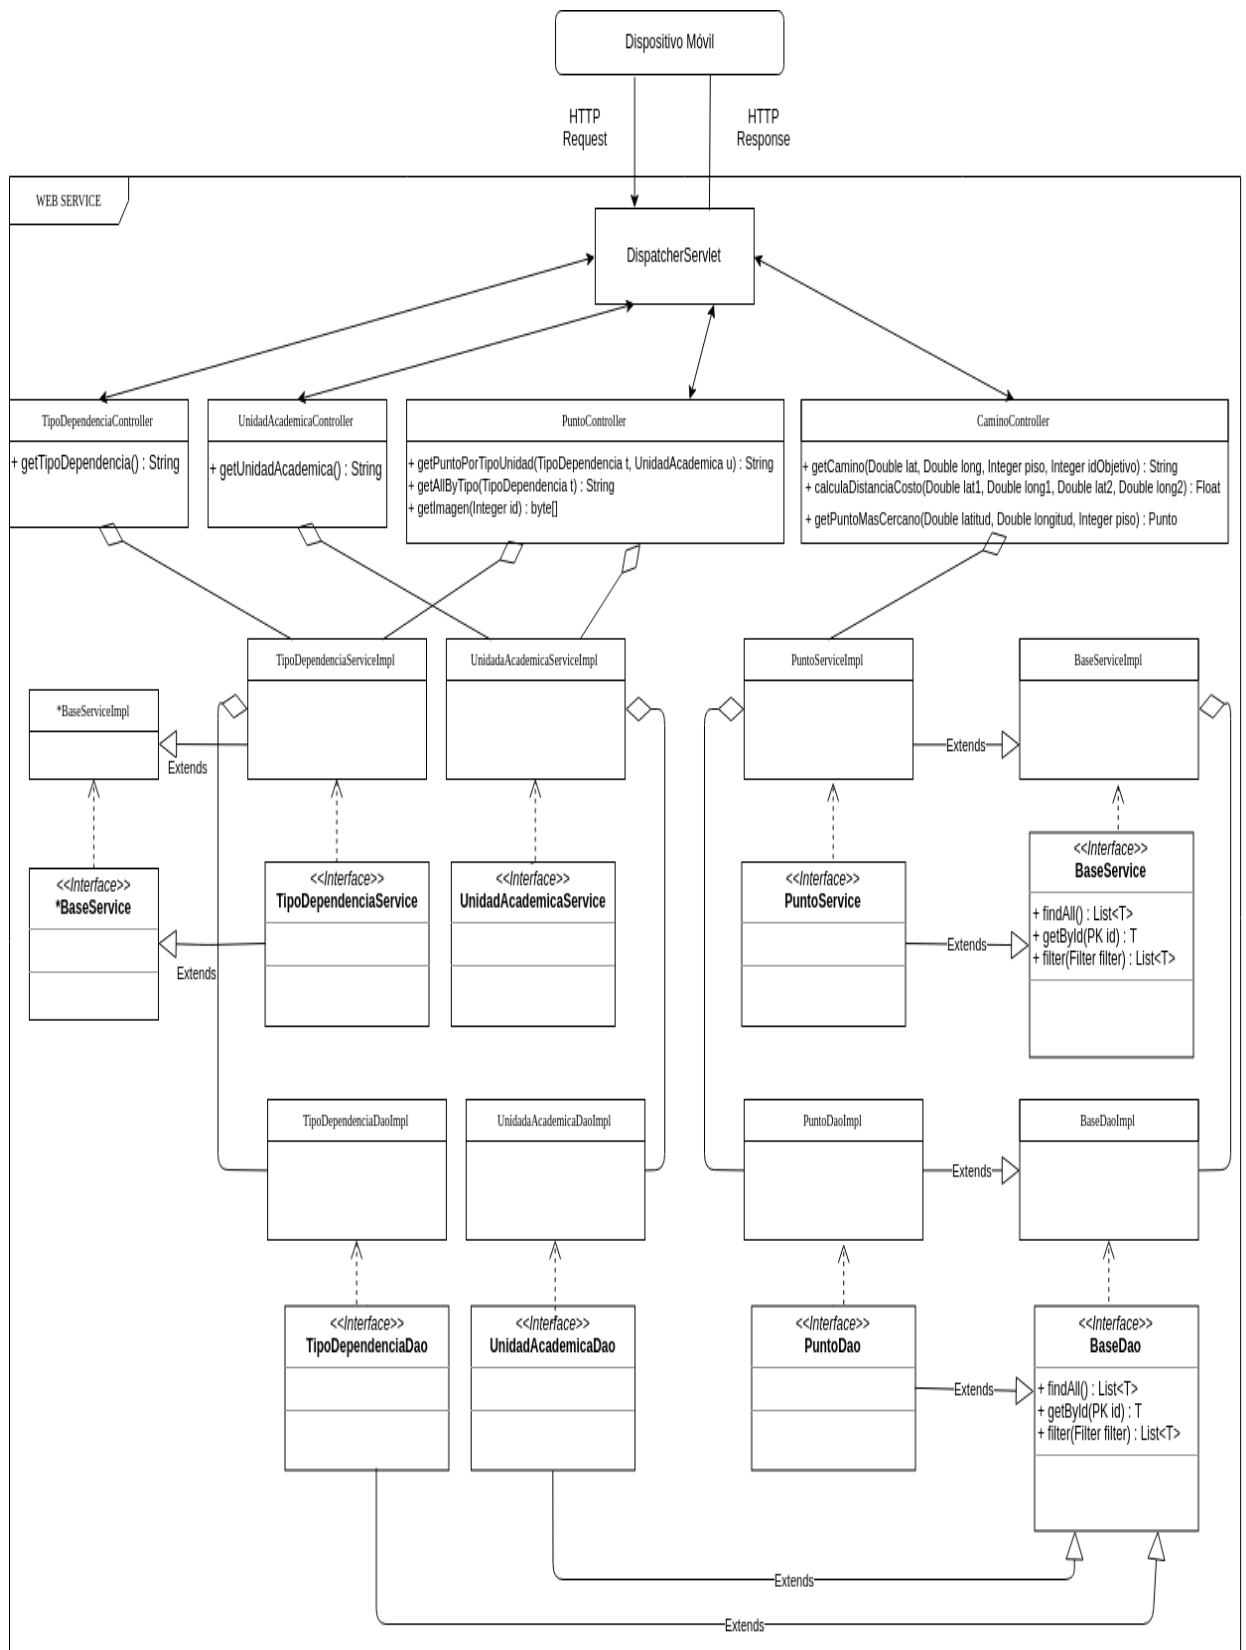 Dispositivo Móvil
HTTP
Request
HTTP
Response
WEB SERVICE
DispatcherServlet
TipoDependenciaController
+ getTipoDependencia() : String
UnidadAcademicaController
+ getUnidadAcademica() : String
PuntoController
+ getPuntoPorTipoUnidad(TipoDependencia t, UnidadAcademica u) : String
+ getAllByTipo(TipoDependencia t) : String
+ getImagen(Integer id) : byte[]
CaminoController
+ getCamino(Double lat, Double long, Integer piso, Integer idObjetivo) : String
+ calculaDistanciaCosto(Double lat1, Double long1, Double lat2, Double long2) : Float
+ getPuntoMasCercano(Double latitud, Double longitud, Integer piso) : Punto
*BaseServiceImpl
TipoDependenciaServiceImpl
UnidadaAcademicaServiceImpl
PuntoServiceImpl
BaseServiceImpl
Extends
Extends
<<Interface>>
*BaseService
<<Interface>>
TipoDependenciaService
<<Interface>>
UnidadAcademicaService
<<Interface>>
PuntoService
<<Interface>>
BaseService
+ findAll() : List<T>
+ getById(PK id) : T
+ filter(Filter filter) : List<T>
Extends
Extends
TipoDependenciaDaoImpl
UnidadaAcademicaDaoImpl
PuntoDaoImpl
BaseDaoImpl
Extends
<<Interface>>
TipoDependenciaDao
<<Interface>>
UnidadAcademicaDao
<<Interface>>
PuntoDao
<<Interface>>
BaseDao
+ findAll() : List<T>
+ getById(PK id) : T
+ filter(Filter filter) : List<T>
Extends
Extends
Extends